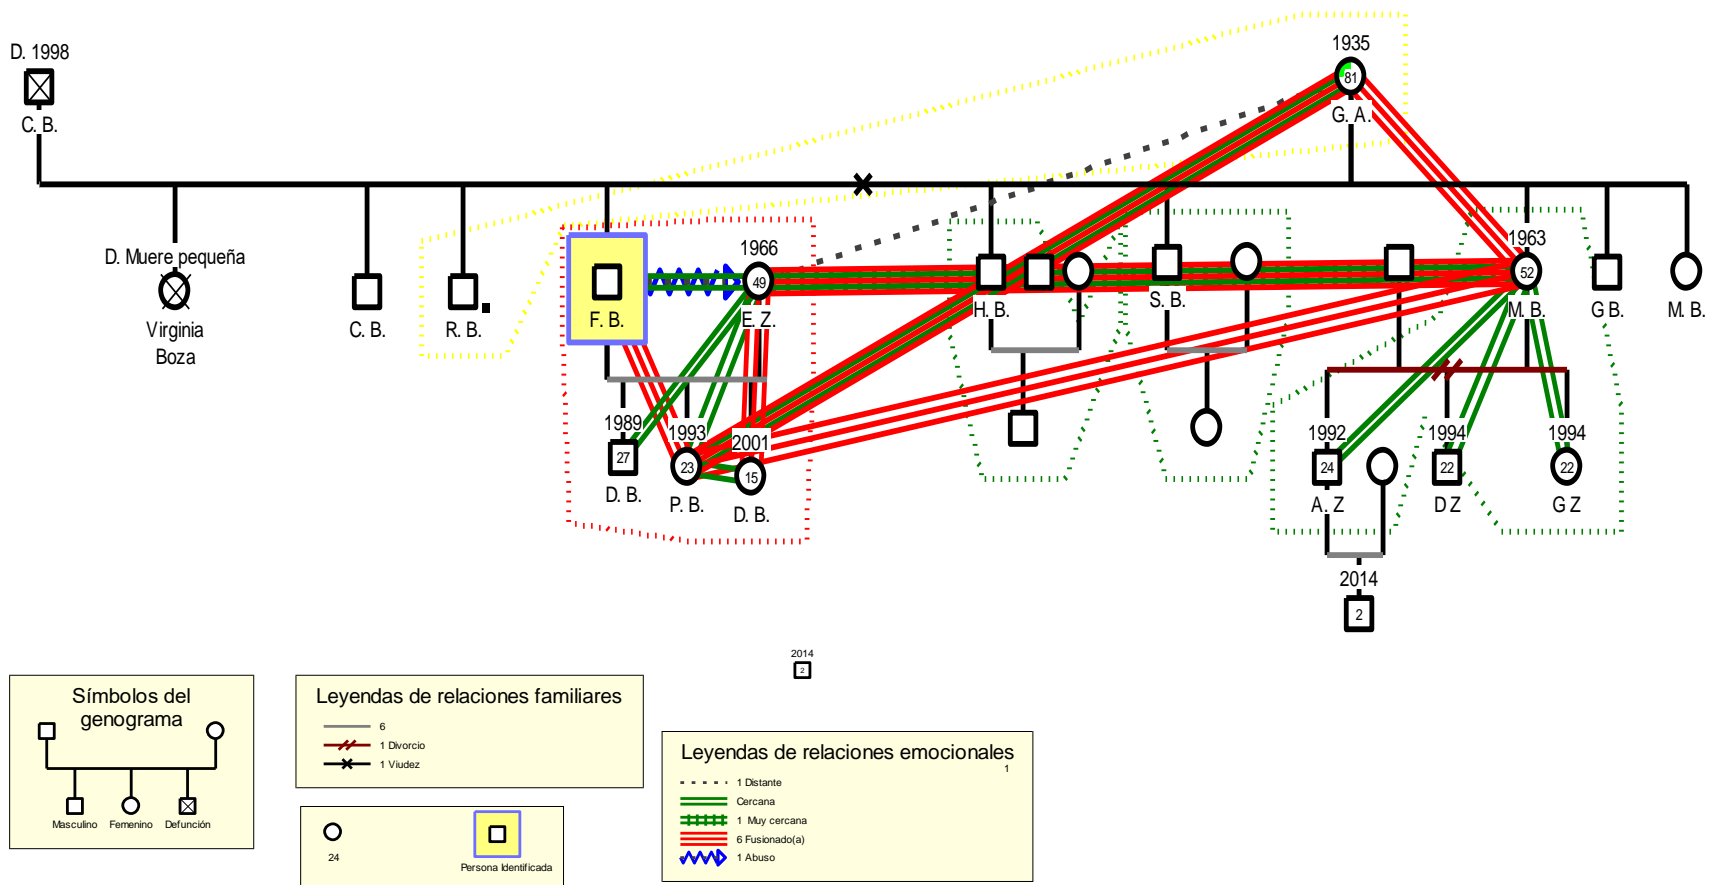 D. 1998
C. B.
1935
81
G. A.
D. Muere pequeña
Virginia
Boza
C. B.
R. B.
F. B.
1966
49
E. Z.
H. B.
S. B.
1963
52
M. B.
G B.
M. B.
1989
27
D. B.
1993
23
P. B.
2001
15
D. B.
1992
24
A. Z
1994
22
D Z
1994
22
G Z
2014
2
2014
2
Símbolos del
genograma
Masculino
Femenino
Defunción
Leyendas de relaciones familiares
6
1 Divorcio
1 Viudez
24
Persona Identificada
Leyendas de relaciones emocionales
1
1 Distante
Cercana
1 Muy cercana
6 Fusionado(a)
1 Abuso